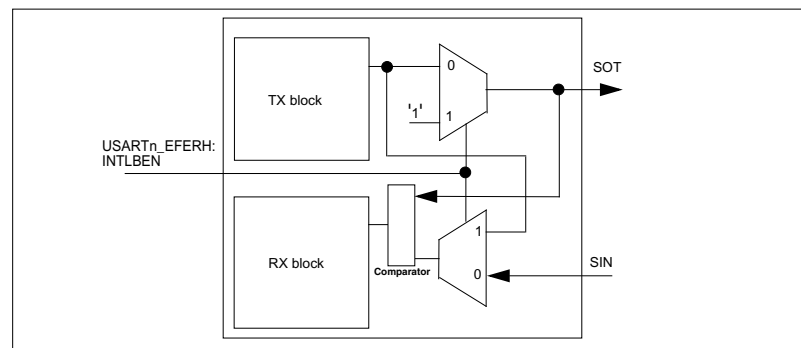 TX block
0
'1'
1
SOT
USARTn_EFERH:
INTLBEN
RX block
Comparator
1
0
SIN